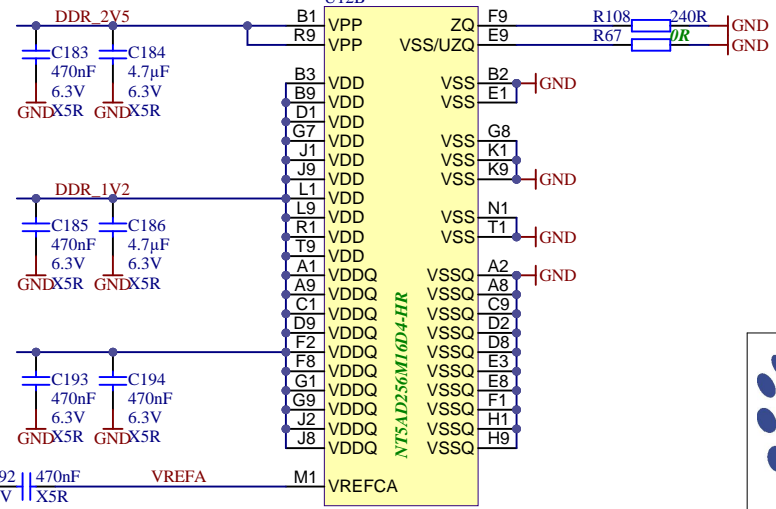 DDR_2V5
C183
470nF
6.3V
X5R
GND
C184
4.7µF
6.3V
X5R
GND
DDR_1V2
C185
470nF
6.3V
X5R
GND
C186
4.7µF
6.3V
X5R
GND
C193
470nF
6.3V
X5R
GND
C194
470nF
6.3V
X5R
GND
92
V
470nF
X5R
VREFA
B1 VPP
R9 VPP
B3 VDD
B9 VDD
D1 VDD
G7 VDD
J1 VDD
J9 VDD
L1 VDD
L9 VDD
R1 VDD
T9 VDD
A1 VDDQ
A9 VDDQ
C1 VDDQ
D9 VDDQ
F2 VDDQ
F8 VDDQ
G1 VDDQ
G9 VDDQ
J2 VDDQ
J8 VDDQ
M1 VREFCA
NT5AD256M16D4-HR
ZQ F9
VSS/UZQ E9
VSS B2
VSS E1
VSS G8
VSS K1
VSS K9
VSS N1
VSS T1
VSSQ A2
VSSQ A8
VSSQ C9
VSSQ D2
VSSQ D8
VSSQ E3
VSSQ E8
VSSQ F1
VSSQ H1
VSSQ H9
R108 240R GND
R67 0R GND
GND
GND
GND
GND